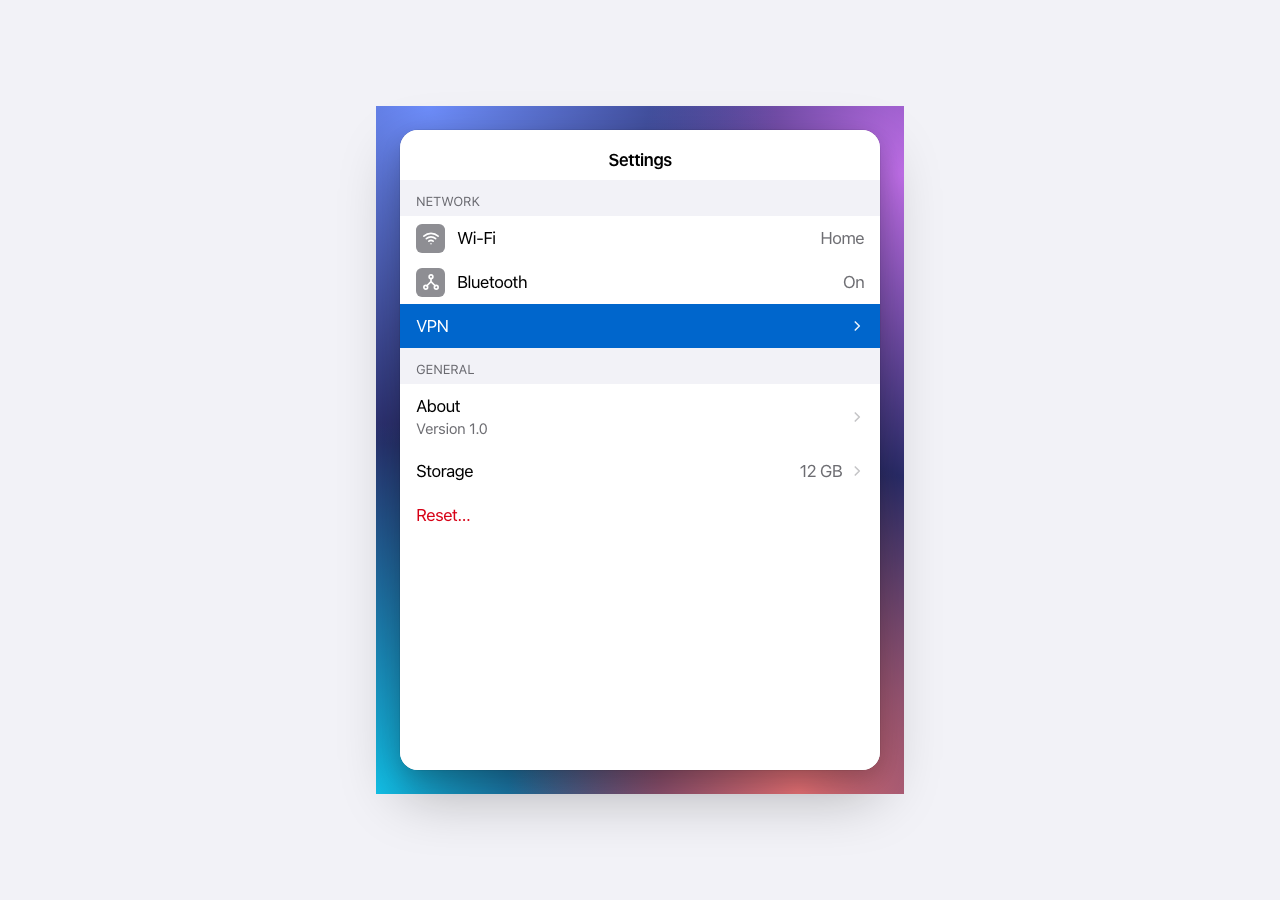 Settings
NETWORK
Wi-Fi Home
Bluetooth On
VPN
GENERAL
About
Version 1.0
Storage 12 GB
Reset…